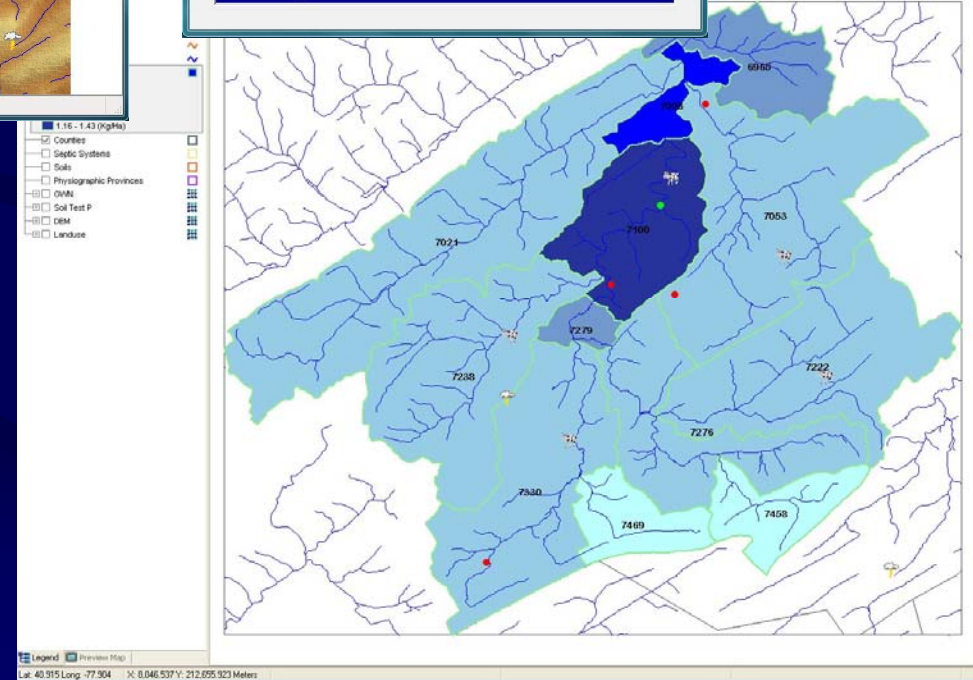 1.16 - 1.43 (Kg/Ha)
Counties
Septic Systems
Soils
Physiographic Provinces
GWN
Soil Test P
DEM
Landuse
6980
7021
7053
7100
7279
7238
7222
7276
7330
7469
7458
Legend Preview Map
Lat: 40.915 Long: -77.904 X: 8,046.537 Y: 212,695.923 Meters